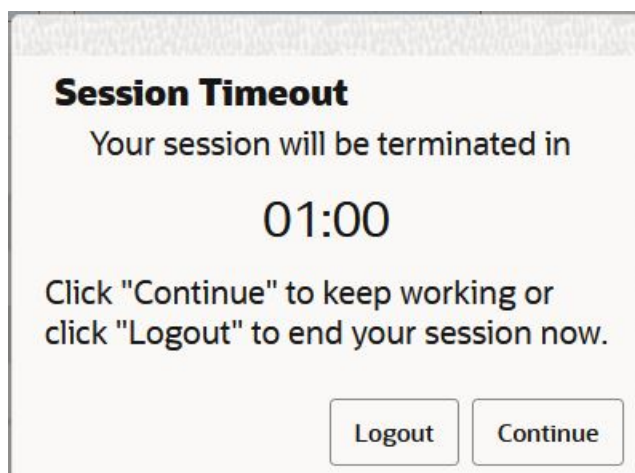 Session Timeout
Your session will be terminated in
01:00
Click "Continue" to keep working or
click "Logout" to end your session now.
Logout
Continue